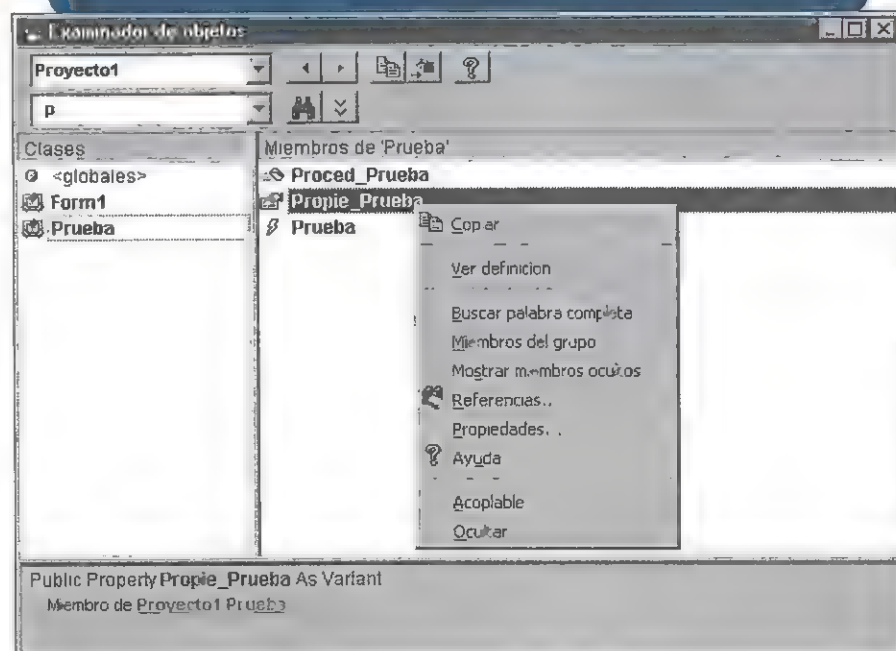 Examinador de objetos
Proyecto1
p
Clases
Miembros de 'Prueba'
<globales>
Form1
Prueba
Proced_Prueba
Propie_Prueba
Prueba
Copiar
Ver definicion
Buscar palabra completa
Miembros del grupo
Mostrar miembros ocultos
Referencias...
Propiedades...
Ayuda
Acoplable
Ocultar
Public Property Propie_Prueba As Variant
Miembro de Proyecto1 Prueba